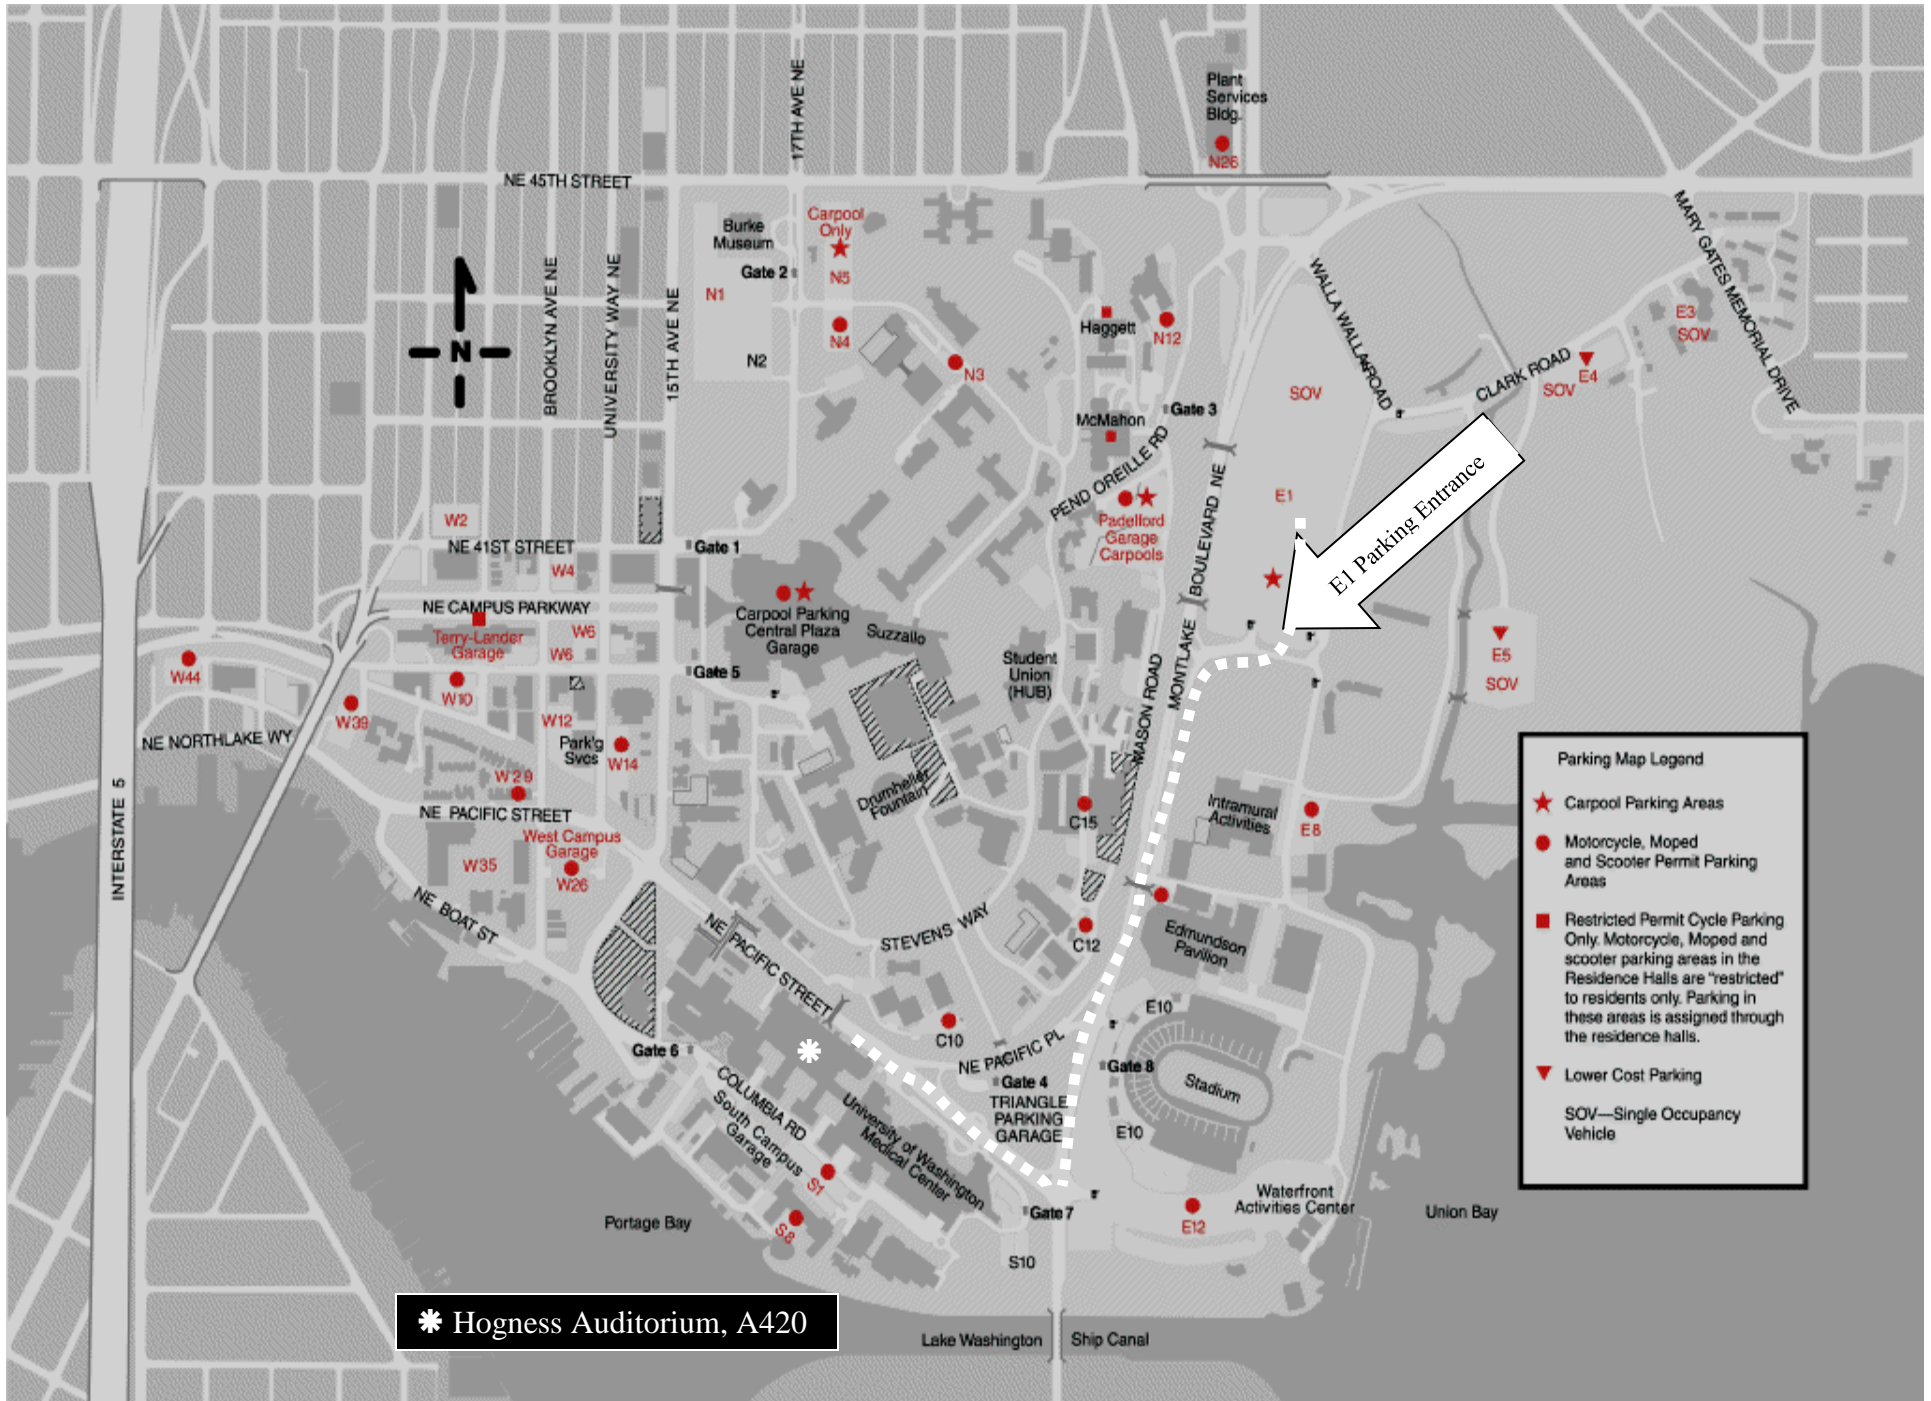 Plant
Services
Bldg.
N26
17TH AVE NE
NE 45TH STREET
MARY GATES MEMORIAL DRIVE
Burke
Museum
Carpool
Only
Gate 2
N5
N1
N4
N2
N3
N
BROOKLYN AVE NE
UNIVERSITY WAY NE
15TH AVE NE
Haggett
N12
WALLA WALLA ROAD
E3
SOV
CLARK ROAD
E4
SOV
SOV
McMahon
Gate 3
PEND OREILLE RD
E1
E1 Parking Entrance
Padelford
Garage
Carpools
BOULEVARD NE
MONTLAKE
MASON ROAD
W2
NE 41ST STREET
Gate 1
W4
NE CAMPUS PARKWAY
Terry-Lander
Garage
W6
W6
Carpool Parking
Central Plaza
Garage
Suzzallo
Gate 5
Student
Union
(HUB)
E5
SOV
W44
W10
W39
W12
Park'g
Svcs
W14
NE NORTHLAKE WY
INTERSTATE 5
W29
NE PACIFIC STREET
West Campus
Garage
W35
W26
NE BOAT ST
Drumheller
Fountain
C15
Intramural
Activities
E8
Parking Map Legend
Carpool Parking Areas
Motorcycle, Moped
and Scooter Permit Parking
Areas
Restricted Permit Cycle Parking
Only. Motorcycle, Moped and
scooter parking areas in the
Residence Halls are "restricted"
to residents only. Parking in
these areas is assigned through
the residence halls.
Lower Cost Parking
SOV—Single Occupancy
Vehicle
NE PACIFIC STREET
STEVENS WAY
C12
Edmundson
Pavilion
E10
C10
NE PACIFIC PL
Gate 6
Gate 4
TRIANGLE
PARKING
GARAGE
Gate 8
Stadium
E10
COLUMBIA RD
South Campus
Garage
S1
S8
University of Washington
Medical Center
Gate 7
S10
E12
Waterfront
Activities Center
Union Bay
Portage Bay
Hogness Auditorium, A420
Lake Washington
Ship Canal